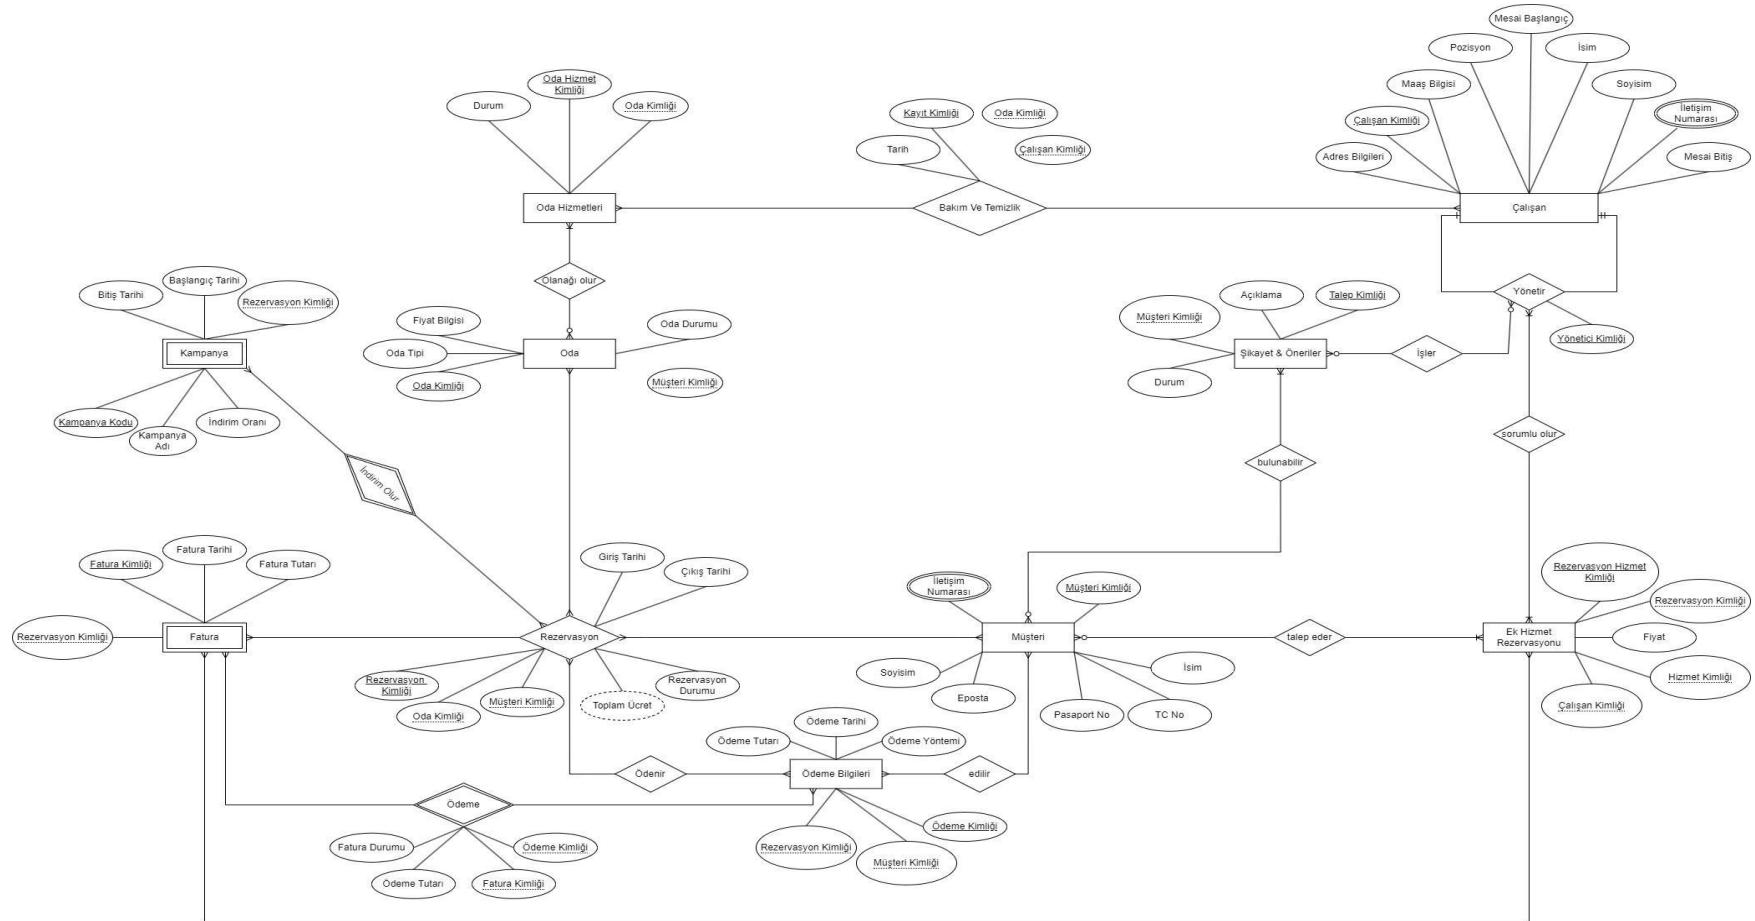 Mesai Başlangıç
Pozisyon
İsim
Oda Hizmet
Kimliği
Maaş Bilgisi
Soyisim
Durum
Oda Kimliği
Kayıt Kimliği
Oda Kimliği
Çalışan Kimliği
İletişim
Numarası
Tarih
Çalışan Kimliği
Adres Bilgileri
Mesai Bitiş
Oda Hizmetleri
Bakım Ve Temizlik
Çalışan
Başlangıç Tarihi
Olanağı olur
Bitiş Tarihi
Rezervasyon Kimliği
Açıklama
Talep Kimliği
Yönetir
Fiyat Bilgisi
Oda Durumu
Müşteri Kimliği
Yönetici Kimliği
Kampanya
Oda Tipi
Oda
Şikayet & Öneriler
İşler
Oda Kimliği
Müşteri Kimliği
Durum
Kampanya Kodu
Kampanya
Adı
İndirim Oranı
sorumlu olur
bulunabilir
İndirim Olur
Fatura Tarihi
Giriş Tarihi
Fatura Kimliği
Fatura Tutarı
Çıkış Tarihi
Rezervasyon Hizmet
Kimliği
İletişim
Numarası
Müşteri Kimliği
Rezervasyon Kimliği
Rezervasyon Kimliği
Fatura
Rezervasyon
Müşteri
talep eder
Ek Hizmet
Rezervasyonu
Fiyat
Soyisim
İsim
Rezervasyon
Kimliği
Rezervasyon
Durumu
Hizmet Kimliği
Müşteri Kimliği
Toplam Ücret
Eposta
Oda Kimliği
Pasaport No
TC No
Çalışan Kimliği
Ödeme Tarihi
Ödeme Tutarı
Ödeme Yöntemi
Ödenir
Ödeme Bilgileri
edilir
Ödeme
Ödeme Kimliği
Fatura Durumu
Ödeme Kimliği
Rezervasyon Kimliği
Müşteri Kimliği
Ödeme Tutarı
Fatura Kimliği